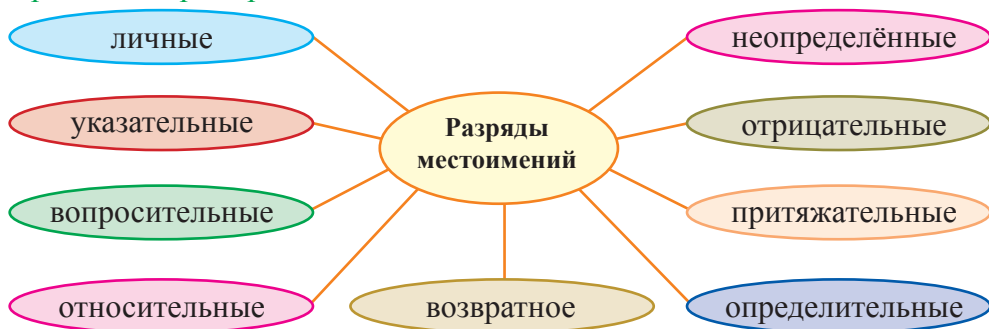 личные
неопределённые
указательные
Разряды
местоимений
отрицательные
вопросительные
притяжательные
относительные
возвратное
определительные